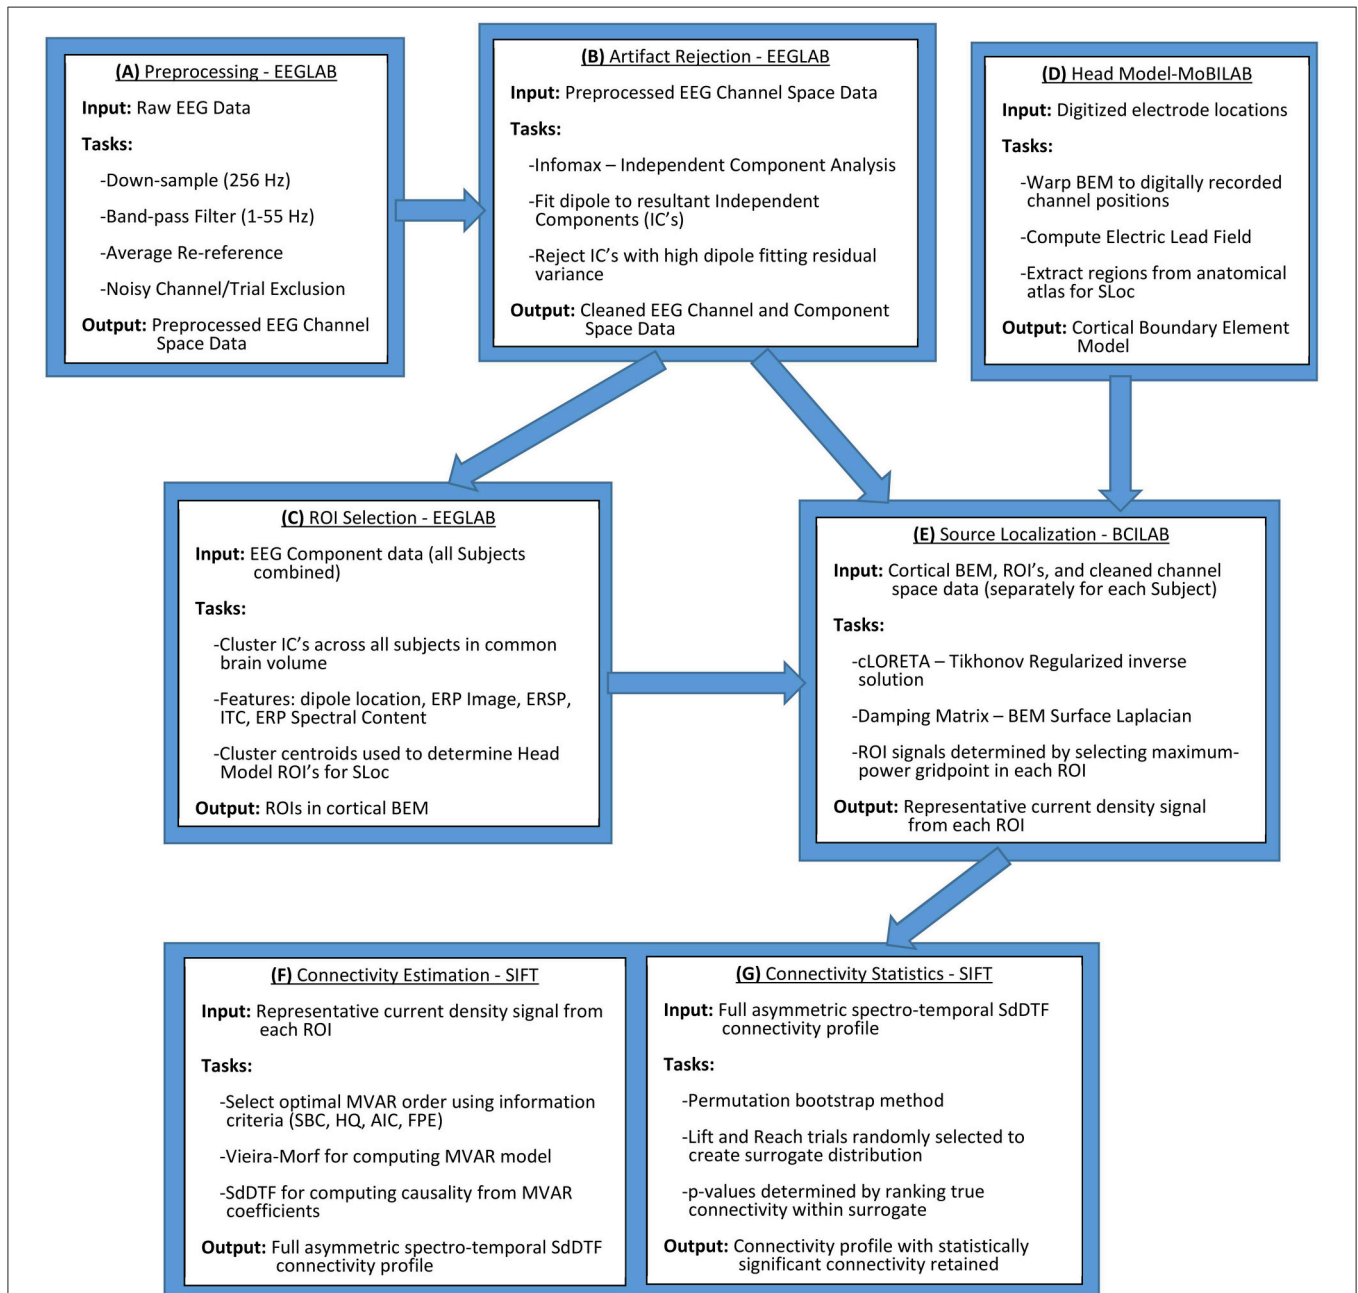 (A) Preprocessing - EEGLAB
Input: Raw EEG Data
Tasks:
-Down-sample (256 Hz)
-Band-pass Filter (1-55 Hz)
-Average Re-reference
-Noisy Channel/Trial Exclusion
Output: Preprocessed EEG Channel
Space Data
(B) Artifact Rejection - EEGLAB
Input: Preprocessed EEG Channel Space Data
Tasks:
-Infomax – Independent Component Analysis
-Fit dipole to resultant Independent
Components (IC's)
-Reject IC's with high dipole fitting residual
variance
Output: Cleaned EEG Channel and Component
Space Data
(D) Head Model-MoBILAB
Input: Digitized electrode locations
Tasks:
-Warp BEM to digitally recorded
channel positions
-Compute Electric Lead Field
-Extract regions from anatomical
atlas for SLoc
Output: Cortical Boundary Element
Model
(C) ROI Selection - EEGLAB
Input: EEG Component data (all Subjects
combined)
Tasks:
-Cluster IC's across all subjects in common
brain volume
-Features: dipole location, ERP Image, ERSP,
ITC, ERP Spectral Content
-Cluster centroids used to determine Head
Model ROI's for SLoc
Output: ROIs in cortical BEM
(E) Source Localization - BCILAB
Input: Cortical BEM, ROI's, and cleaned channel
space data (separately for each Subject)
Tasks:
-cLORETA – Tikhonov Regularized inverse
solution
-Damping Matrix – BEM Surface Laplacian
-ROI signals determined by selecting maximum-
power gridpoint in each ROI
Output: Representative current density signal
from each ROI
(F) Connectivity Estimation - SIFT
Input: Representative current density signal from
each ROI
Tasks:
-Select optimal MVAR order using information
criteria (SBC, HQ, AIC, FPE)
-Vieira-Morf for computing MVAR model
-SdDTF for computing causality from MVAR
coefficients
Output: Full asymmetric spectro-temporal SdDTF
connectivity profile
(G) Connectivity Statistics - SIFT
Input: Full asymmetric spectro-temporal SdDTF
connectivity profile
Tasks:
-Permutation bootstrap method
-Lift and Reach trials randomly selected to
create surrogate distribution
-p-values determined by ranking true
connectivity within surrogate
Output: Connectivity profile with statistically
significant connectivity retained